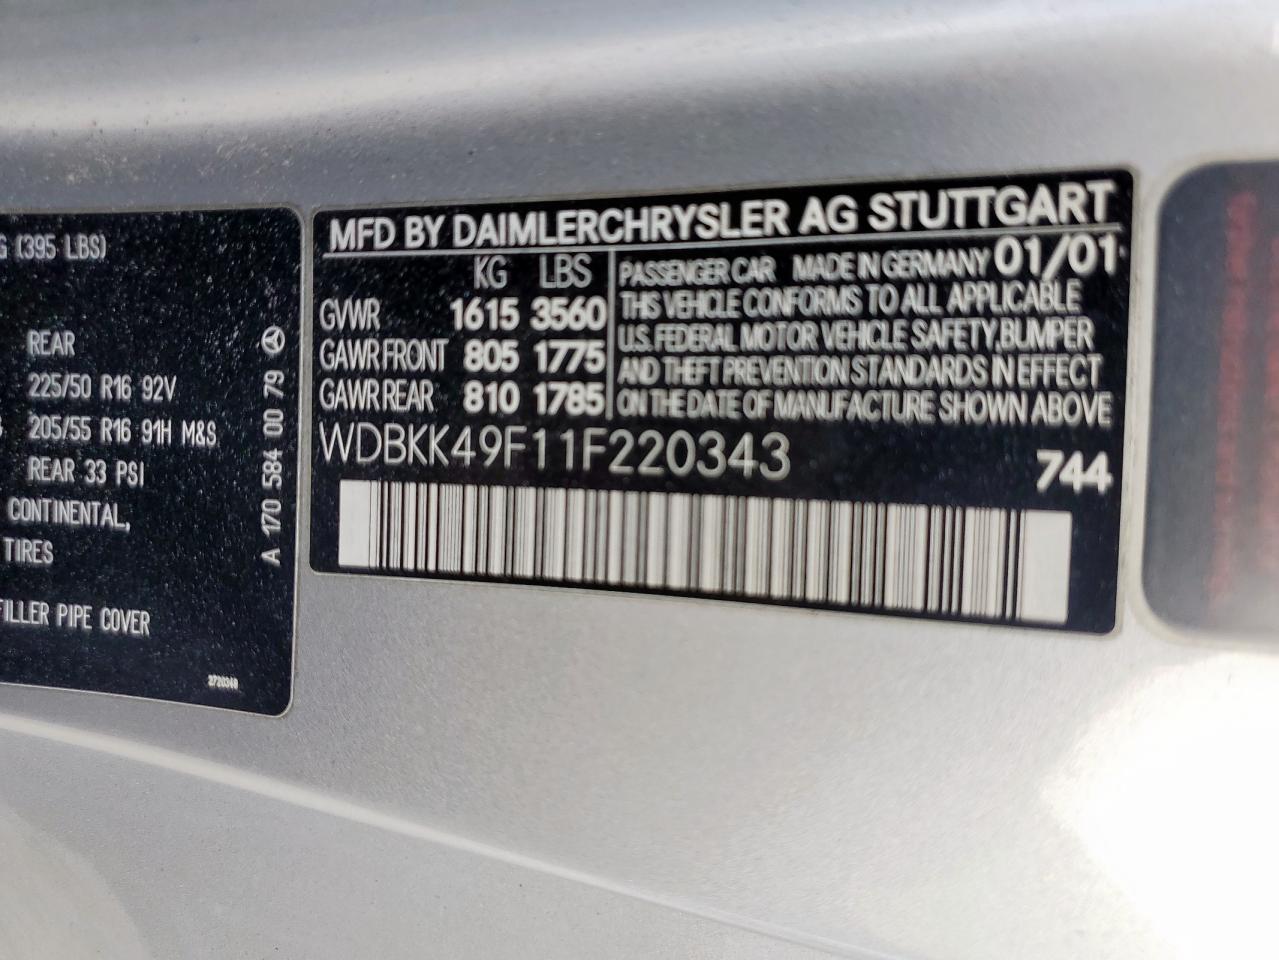 G (395 LBS)
REAR
225/50 R16 92V
205/55 R16 91H M&S
REAR 33 PSI
CONTINENTAL,
TIRES
FILLER PIPE COVER
2720348
A 170 584 00 79
MFD BY DAIMLERCHRYSLER AG STUTTGART
KG LBS
GVWR 1615 3560
GAWR FRONT 805 1775
GAWR REAR 810 1785
PASSENGER CAR MADE IN GERMANY 01/01
THIS VEHICLE CONFORMS TO ALL APPLICABLE
U.S. FEDERAL MOTOR VEHICLE SAFETY, BUMPER
AND THEFT PREVENTION STANDARDS IN EFFECT
ON THE DATE OF MANUFACTURE SHOWN ABOVE
WDBKK49F11F220343
744